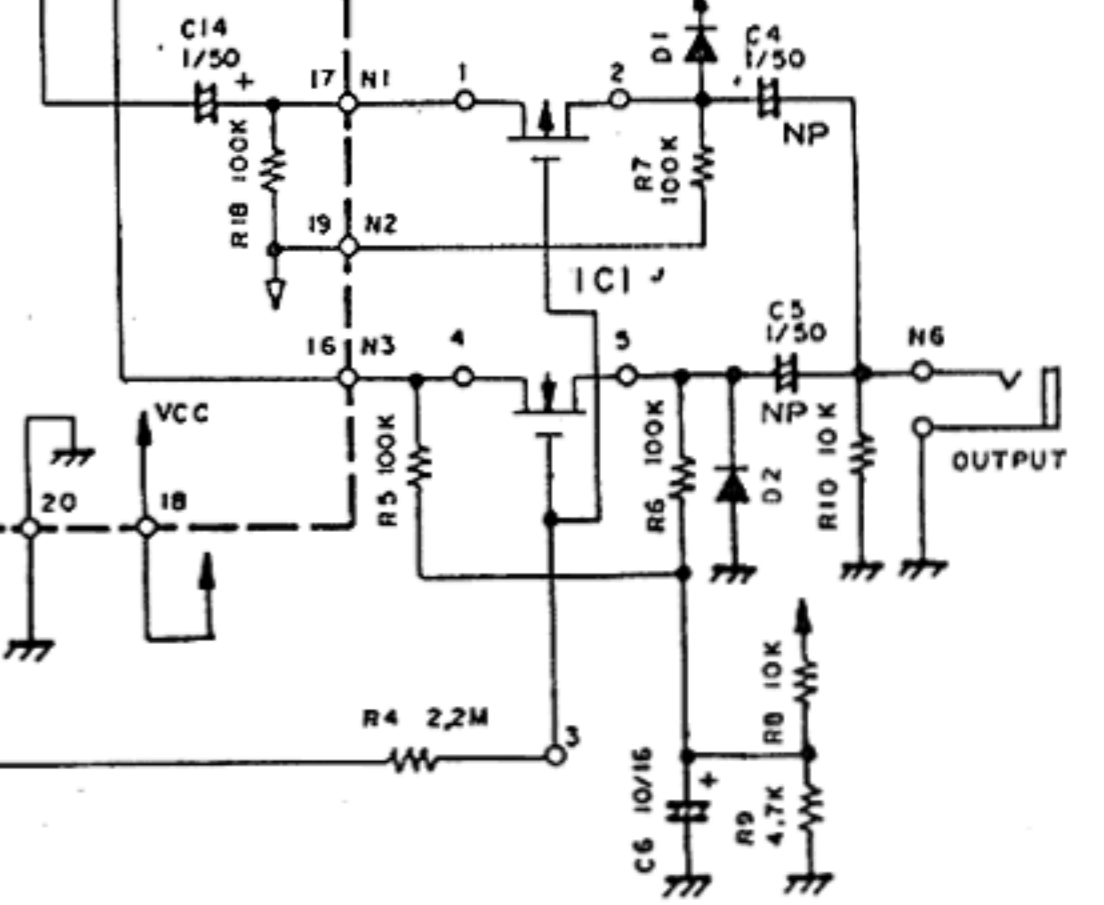 C14
1/50
+
17 N1
1
2
D1
C4
1/50
NP
R18 100K
R7
100K
19 N2
IC1
C5
1/50
N6
16 N3
4
5
NP
VCC
R5 100K
R6 100K
D2
R10 10K
OUTPUT
20
18
R4 2,2M
3
R8 10K
C6 10/16
+
R9
4.7K